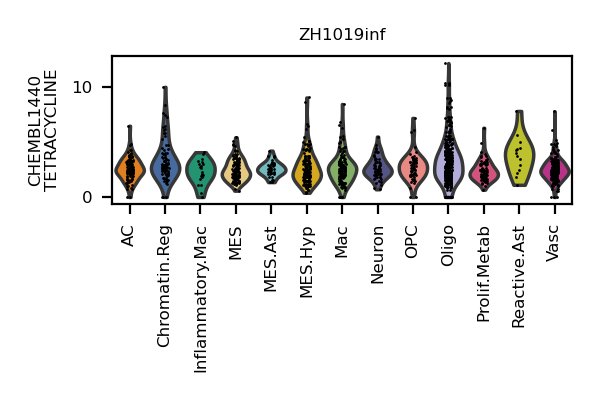 ZH1019inf
CHEMBL1440
TETRACYCLINE
10
0
AC
Chromatin.Reg
Inflammatory.Mac
MES
MES.Ast
MES.Hyp
Mac
Neuron
OPC
Oligo
Prolif.Metab
Reactive.Ast
Vasc